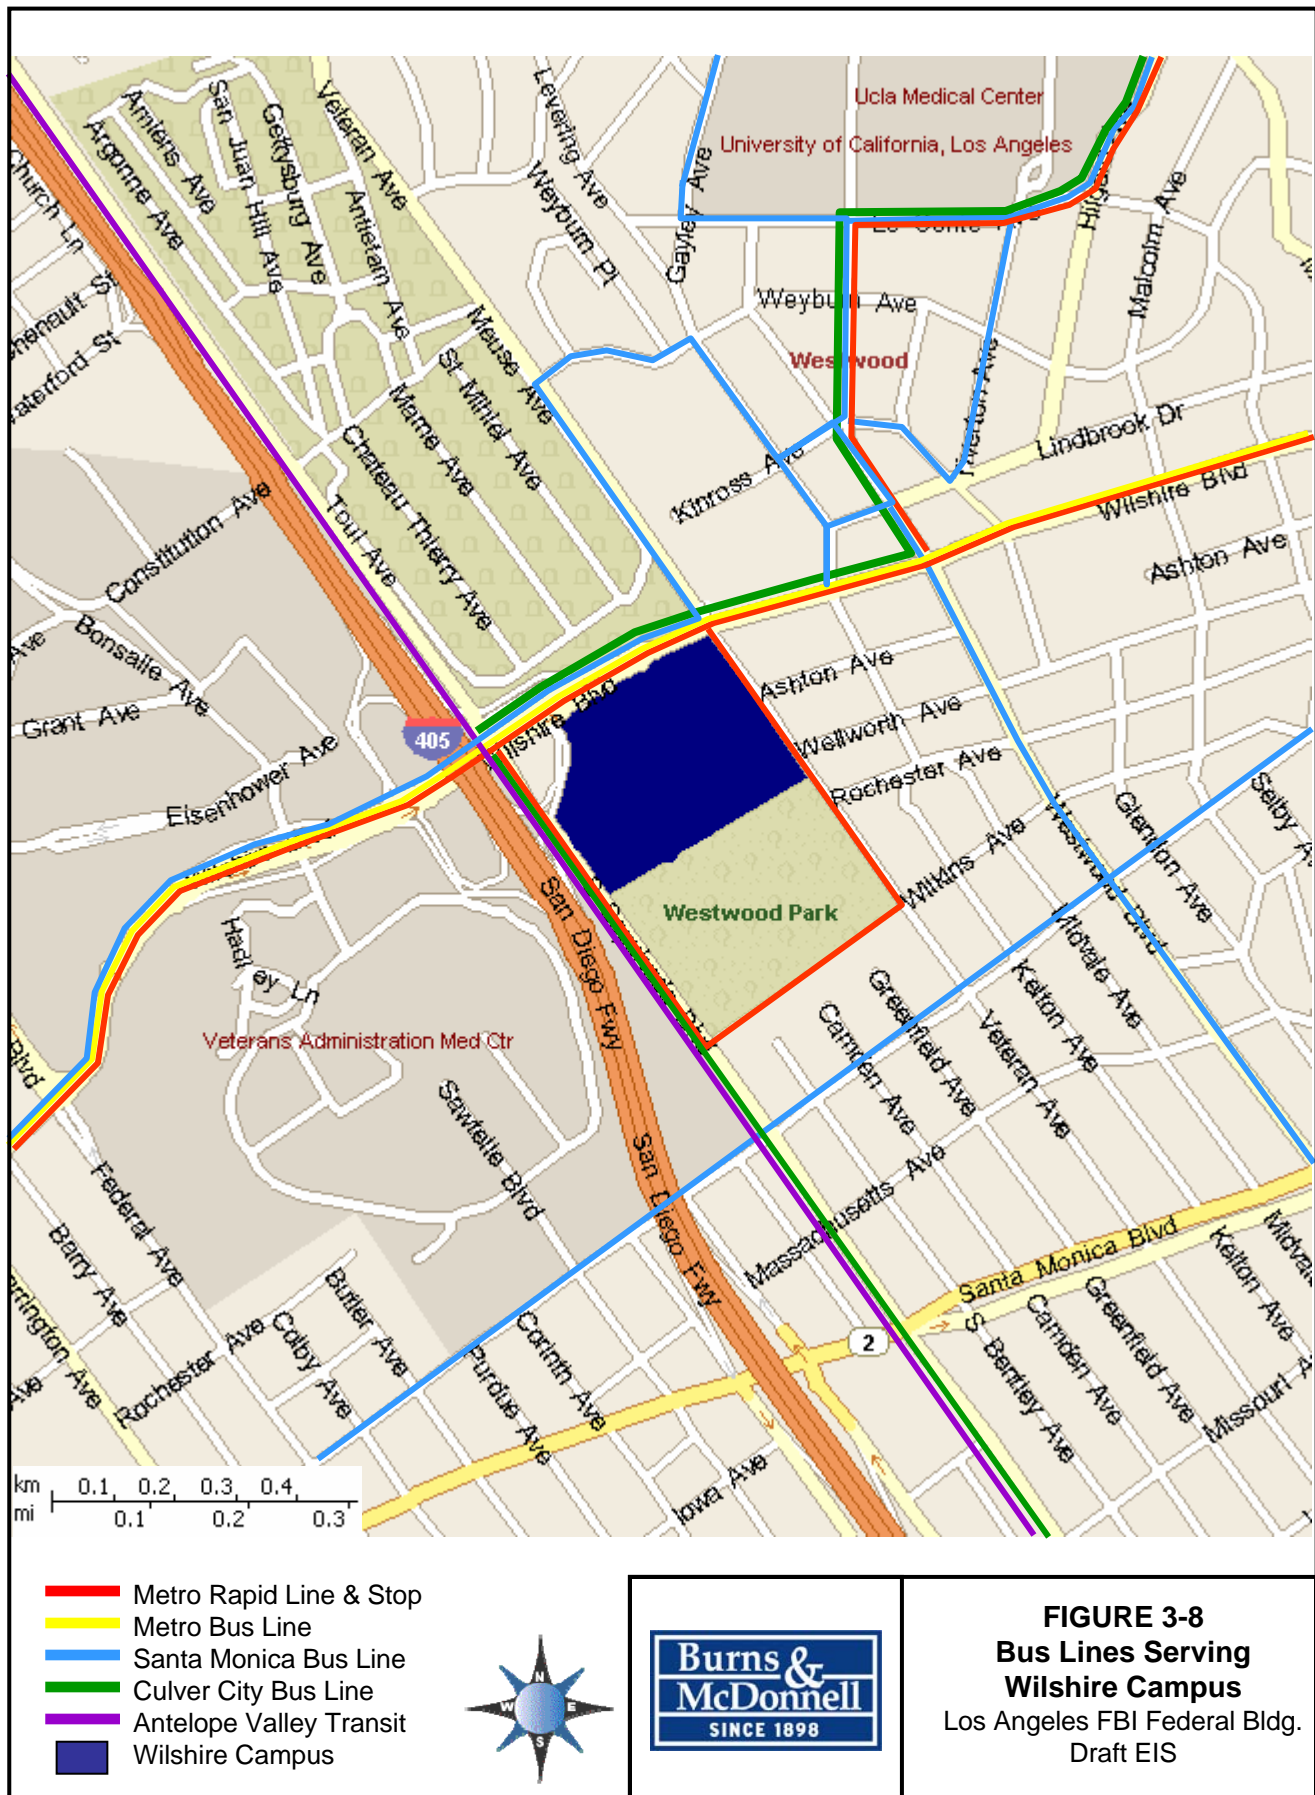 Ucla Medical Center
University of California, Los Angeles
Veteran Ave
Levering Ave
Weyburn Pl
Gayley Ave
Malcolm Ave
Amiens Ave
San Juan Hill Ave
Gettysburg Ave
Antietam Ave
Argonne Ave
Church Ln
Weyburn Ave
Westwood
Meuse Ave
St Mihiel Ave
Marne Ave
Chateau Thierry Ave
Toul Ave
Kinross Ave
Lindbrook Dr
Wilshire Blvd
Ashton Ave
Constitution Ave
Bonsalle Ave
Grant Ave
Eisenhower Ave
405
Ashton Ave
Wellworth Ave
Rochester Ave
Wilkins Ave
Westwood Blvd
Glendon Ave
Selby
Midvale Ave
Kelton Ave
Veteran Ave
Greenfield Ave
Camden Ave
Westwood Park
San Diego Fwy
Hadley Ln
Veterans Administration Med Ctr
Sawtelle Blvd
San Diego Fwy
Massachusetts Ave
Santa Monica Blvd
2
Blvd
Federal Ave
Barry Ave
Rochester Ave
Colby Ave
Butler Ave
Purdue Ave
Corinth Ave
Iowa Ave
S Bentley Ave
Camden Ave
Greenfield Ave
Kelton Ave
Missouri
km 0.1 0.2 0.3 0.4
mi 0.1 0.2 0.3
Metro Rapid Line & Stop
Metro Bus Line
Santa Monica Bus Line
Culver City Bus Line
Antelope Valley Transit
Wilshire Campus
N
W E
S
Burns &
McDonnell
SINCE 1898
FIGURE 3-8
Bus Lines Serving
Wilshire Campus
Los Angeles FBI Federal Bldg.
Draft EIS